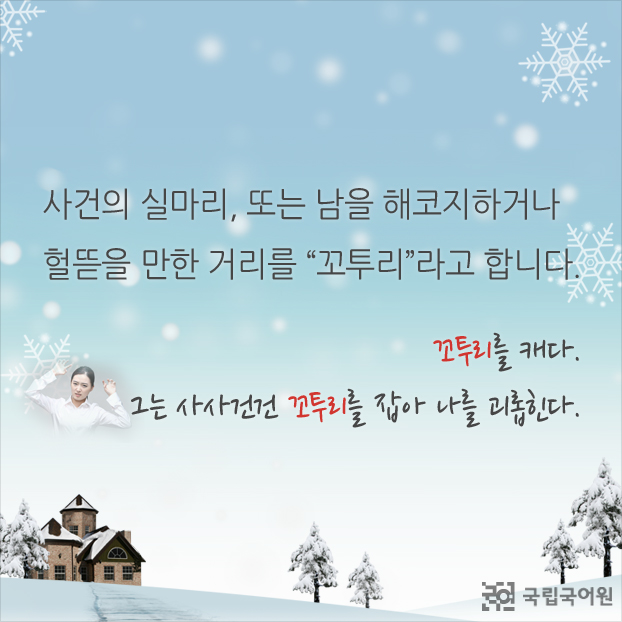 사건의 실마리, 또는 남을 해코지하거나
헐뜯을 만한 거리를 “꼬투리”라고 합니다.
꼬투리를 캐다.
그는 사사건건 꼬투리를 잡아 나를 괴롭힌다.
국립국어원